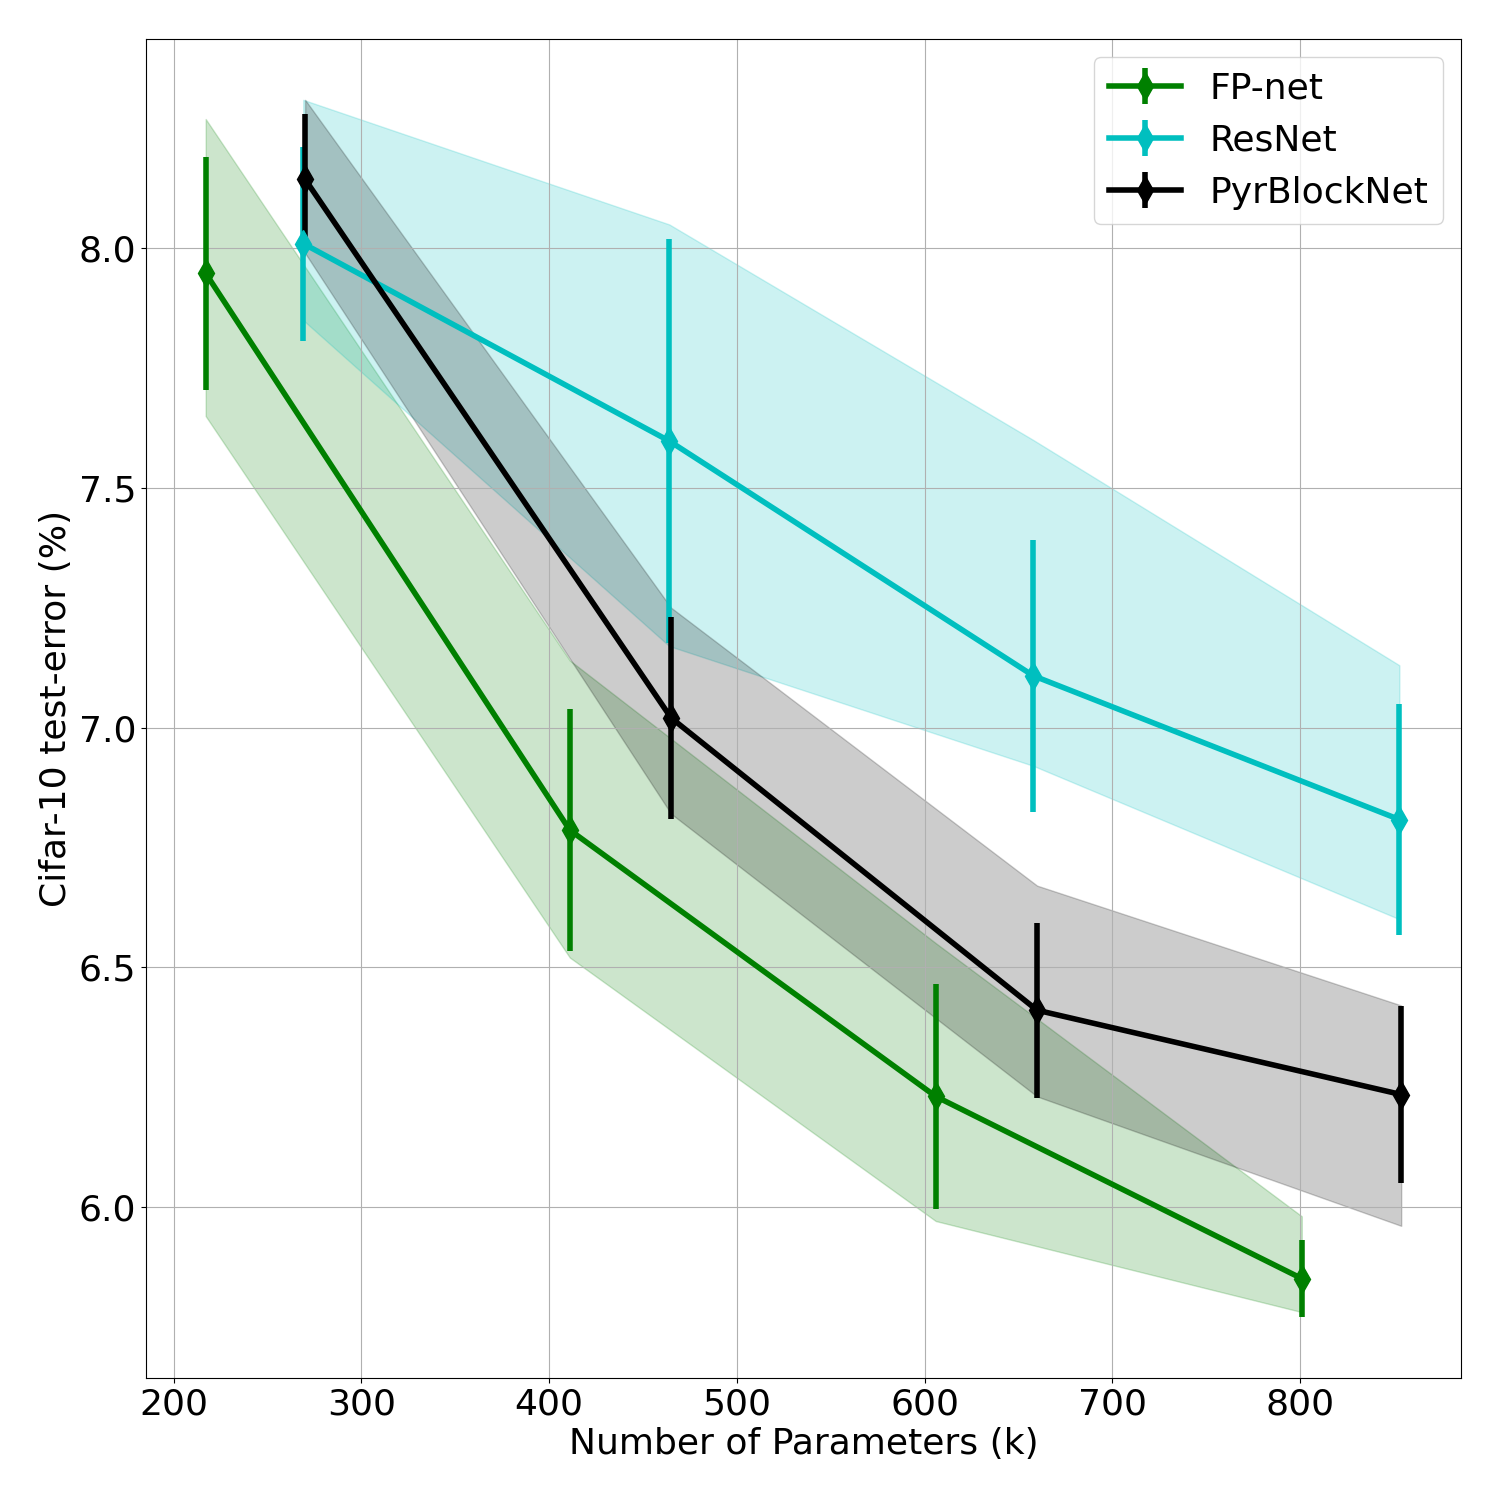 FP-net
ResNet
PyrBlockNet
8.0
7.5
7.0
6.5
6.0
Cifar-10 test-error (%)
200 300 400 500 600 700 800
Number of Parameters (k)